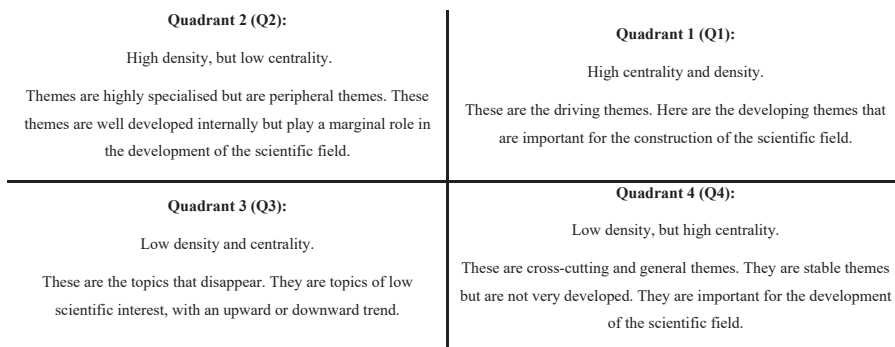 Quadrant 2 (Q2):
High density, but low centrality.
Themes are highly specialised but are peripheral themes. These
themes are well developed internally but play a marginal role in
the development of the scientific field.
Quadrant 1 (Q1):
High centrality and density.
These are the driving themes. Here are the developing themes that
are important for the construction of the scientific field.
Quadrant 3 (Q3):
Low density and centrality.
These are the topics that disappear. They are topics of low
scientific interest, with an upward or downward trend.
Quadrant 4 (Q4):
Low density, but high centrality.
These are cross-cutting and general themes. They are stable themes
but are not very developed. They are important for the development
of the scientific field.